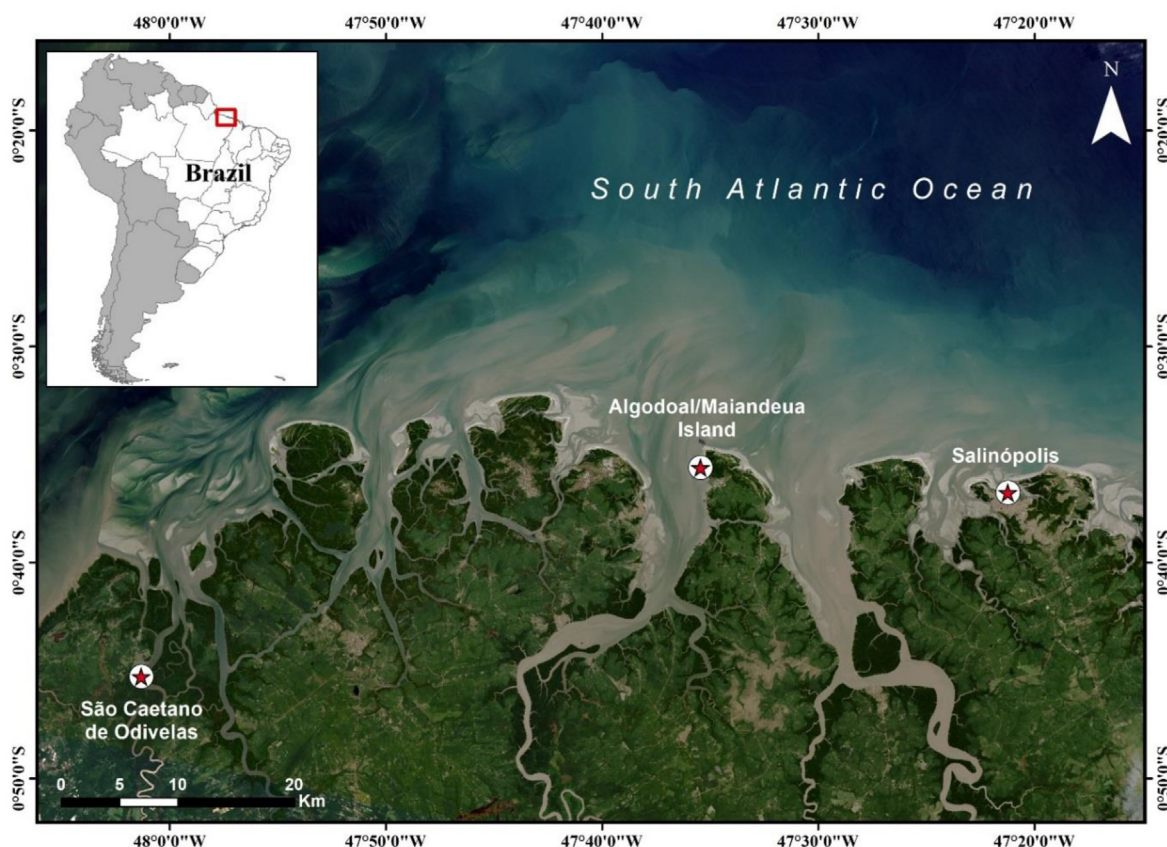 48°0'0"W 47°50'0"W 47°40'0"W 47°30'0"W 47°20'0"W
N
Brazil
South Atlantic Ocean
0°20'0"S 0°20'0"S
0°30'0"S 0°30'0"S
Algodoal/Maiandeua
Island
Salinópolis
0°40'0"S 0°40'0"S
São Caetano
de Odivelas
0 5 10 20
Km
0°50'0"S 0°50'0"S
48°0'0"W 47°50'0"W 47°40'0"W 47°30'0"W 47°20'0"W